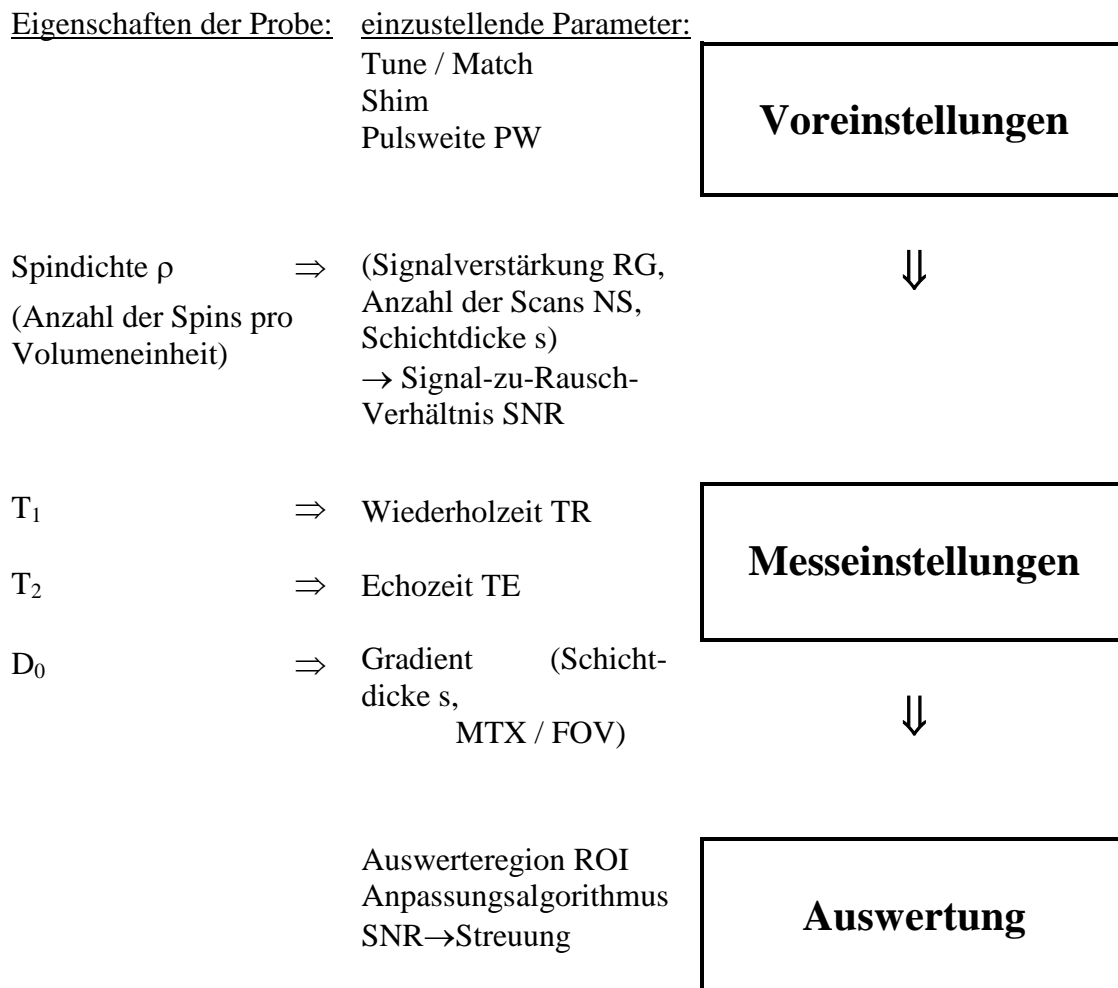 Eigenschaften der Probe: einzustellende Parameter:
Tune / Match
Shim
Pulsweite PW
Voreinstellungen
Spindichte ρ ⇒ (Signalverstärkung RG,
(Anzahl der Spins pro
Volumeneinheit)
Anzahl der Scans NS,
Schichtdicke s)
→ Signal-zu-Rausch-
Verhältnis SNR
⇓
T₁ ⇒ Wiederholzeit TR
T₂ ⇒ Echozeit TE
Messeinstellungen
D₀ ⇒ Gradient (Schicht-
dicke s,
MTX / FOV)
⇓
Auswerteregion ROI
Anpassungsalgorithmus
SNR→Streuung
Auswertung